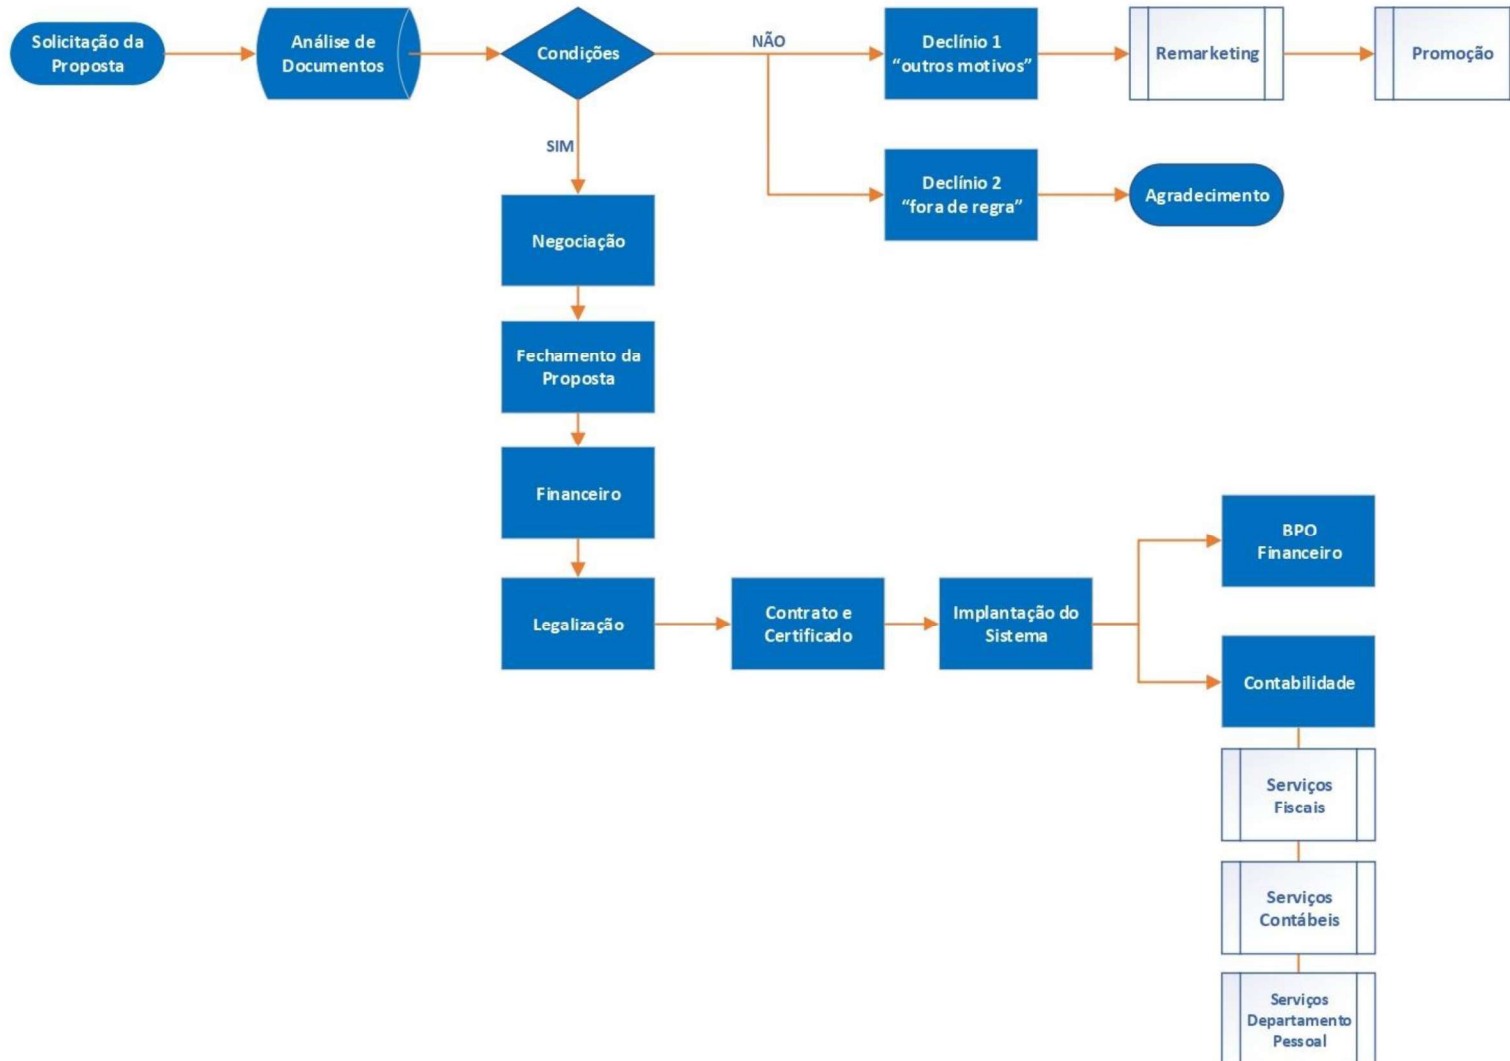 Solicitação da
Proposta
Análise de
Documentos
Condições
NÃO
Declínio 1
“outros motivos”
Remarketing
Promoção
SIM
Declínio 2
“fora de regra”
Agradecimento
Negociação
Fechamento da
Proposta
Financeiro
Legalização
Contrato e
Certificado
Implantação do
Sistema
BPO
Financeiro
Contabilidade
Serviços
Fiscais
Serviços
Contábeis
Serviços
Departamento
Pessoal